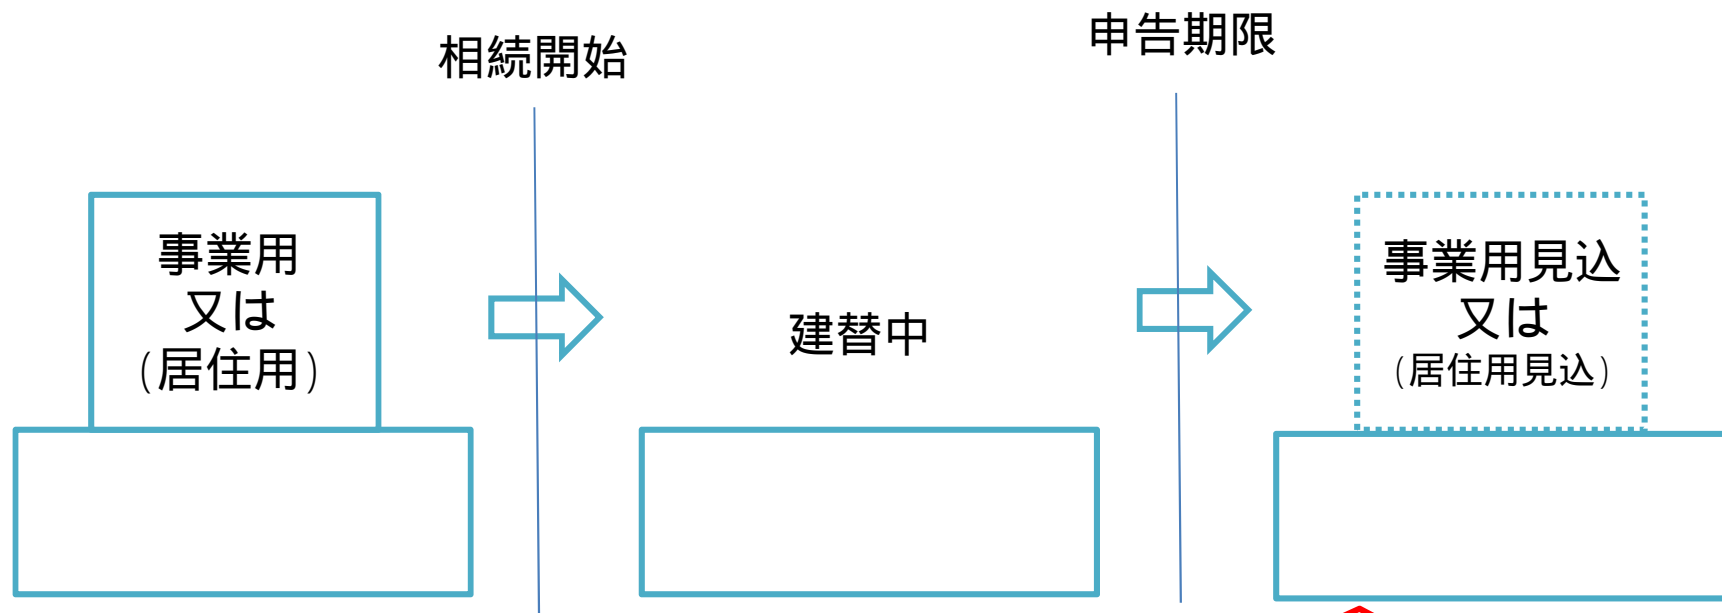 相続開始
申告期限
事業用
又は
(居住用)
建替中
事業用見込
又は
(居住用見込)